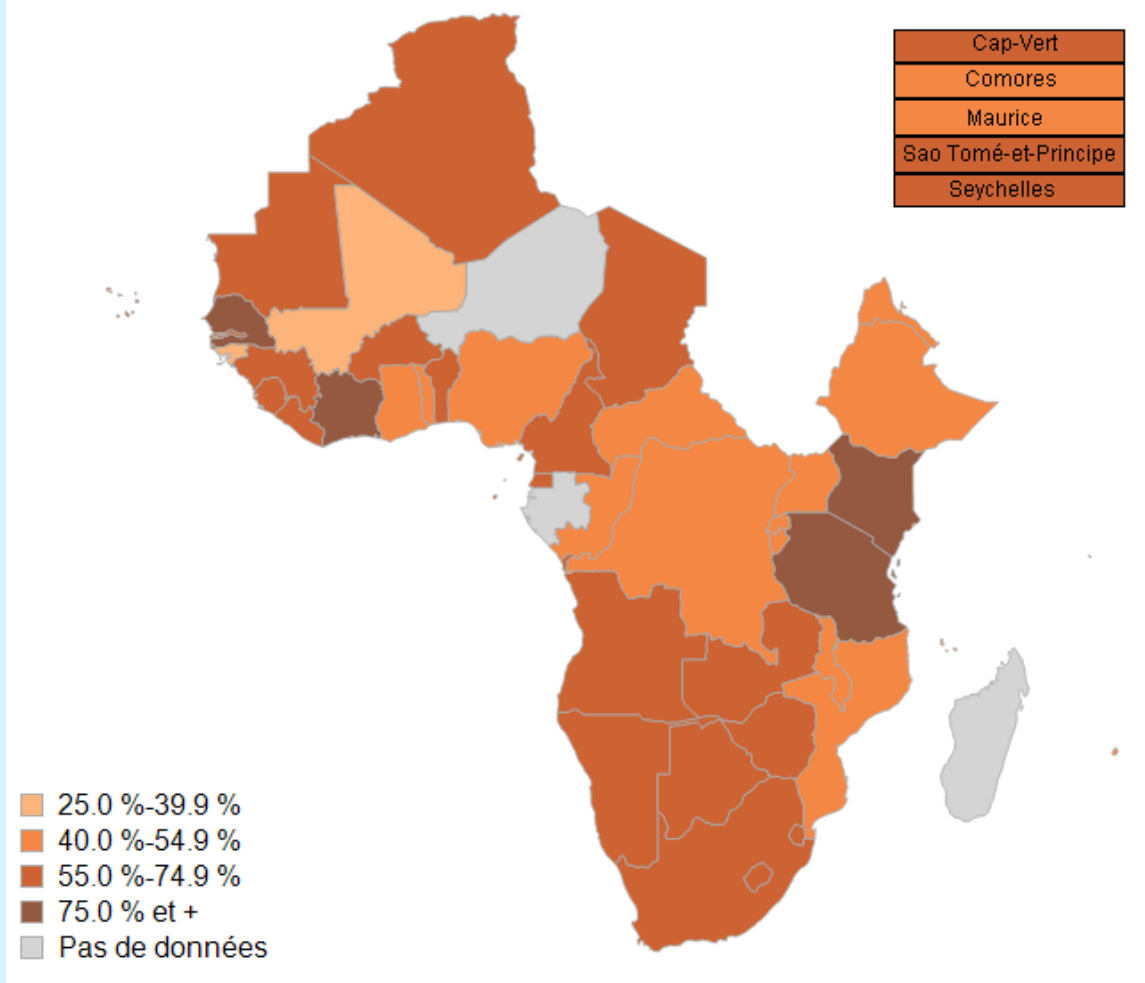 Cap-Vert
Comores
Maurice
Sao Tomé-et-Principe
Seychelles
25.0 %-39.9 %
40.0 %-54.9 %
55.0 %-74.9 %
75.0 % et +
Pas de données